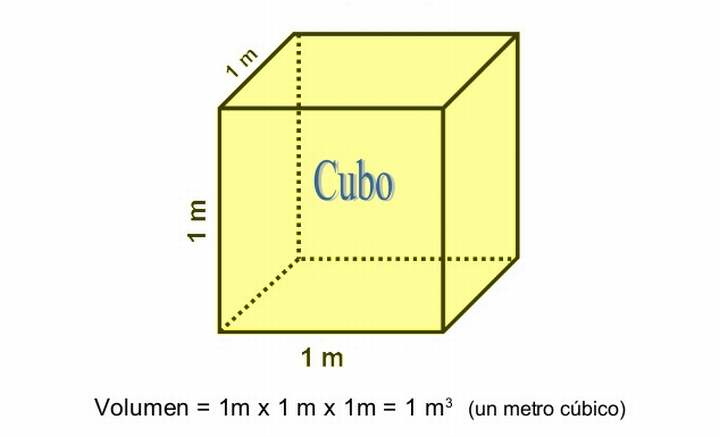 1 m
Cubo
1 m
1 m
Volumen = 1m x 1 m x 1m = 1 m³ (un metro cúbico)